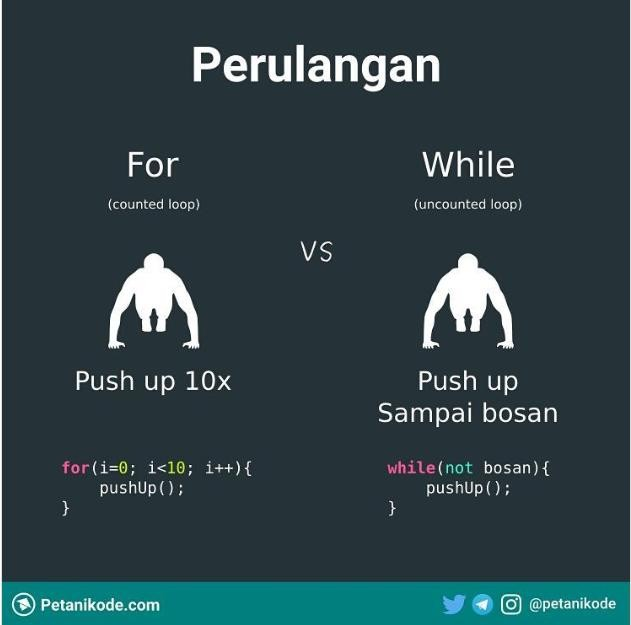 Perulangan
For
(counted loop)
VS
While
(uncounted loop)
Push up 10x
Push up
Sampai bosan
for(i=0; i<10; i++){
    pushUp();
}
while(not bosan){
    pushUp();
}
Petanikode.com
@petanikode